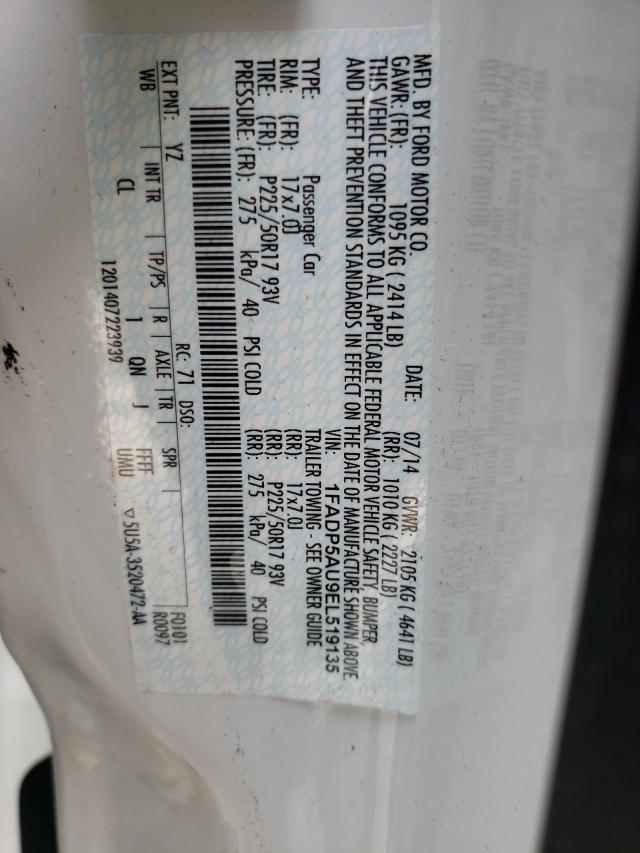 MFD. BY FORD MOTOR CO.
DATE: 07/14 GVWR: 2105 KG ( 4641 LB)
GAWR: (FR): 1095 KG ( 2414 LB) (RR): 1010 KG ( 2227 LB)
THIS VEHICLE CONFORMS TO ALL APPLICABLE FEDERAL MOTOR VEHICLE SAFETY, BUMPER,
AND THEFT PREVENTION STANDARDS IN EFFECT ON THE DATE OF MANUFACTURE SHOWN ABOVE.
VIN: 1FADP5AU9EL519135
TYPE: Passenger Car TRAILER TOWING - SEE OWNER GUIDE
RIM: (FR): 17x7.0J (RR): 17x7.0J
TIRE: (FR): P225/50R17 93V (RR): P225/50R17 93V
PRESSURE: (FR): 275 kPa/ 40 PSI COLD (RR): 275 kPa/ 40 PSI COLD
EXT PNT: YZ RC: 71 DSO: F0101
WB | INT TR | TP/PS | R | AXLE | TR | SPR | R0097
CL 1 QN J FFFF
UMU ▽ 5U5A-3520472-AA
1201407223939